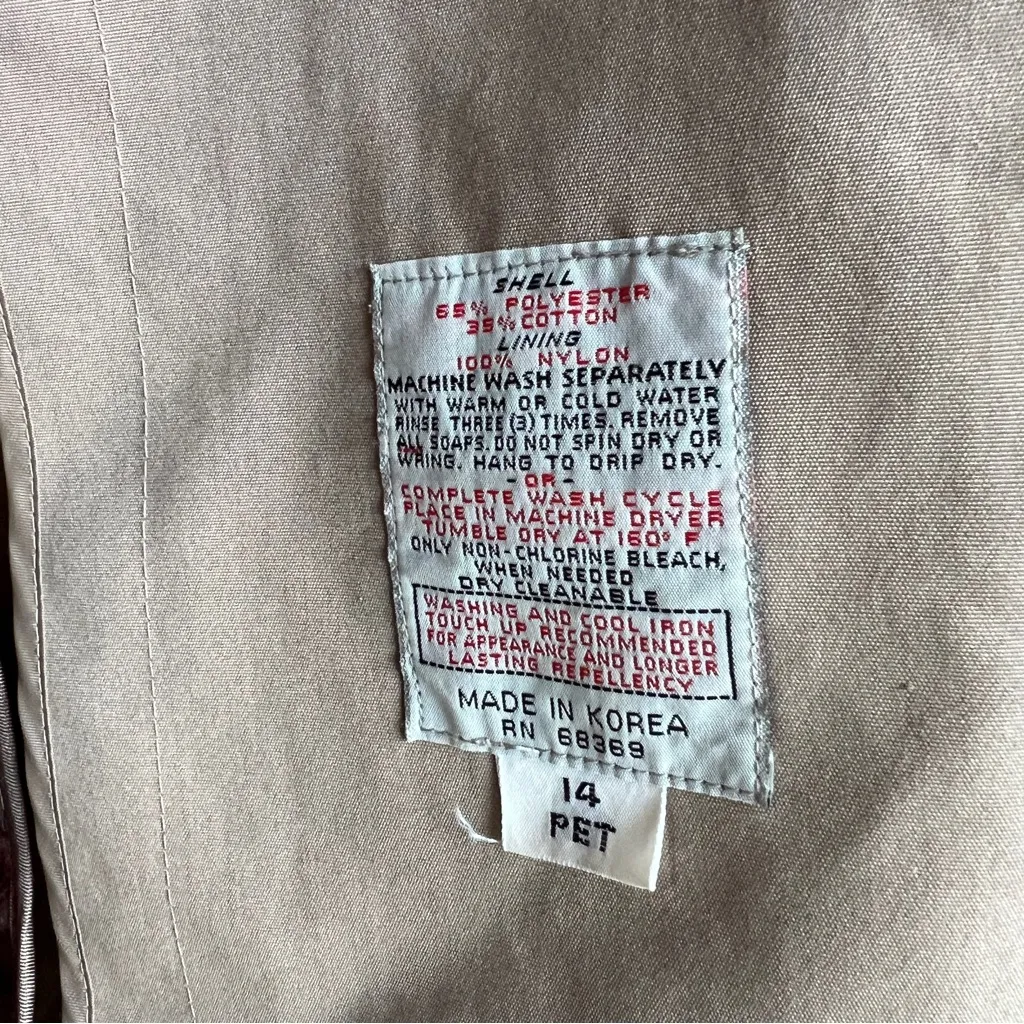 SHELL
65% POLYESTER
35% COTTON
LINING
100% NYLON
MACHINE WASH SEPARATELY
WITH WARM OR COLD WATER
RINSE THREE (3) TIMES. REMOVE
ALL SOAPS. DO NOT SPIN DRY OR
WRING. HANG TO DRIP DRY.
- OR -
COMPLETE WASH CYCLE
PLACE IN MACHINE DRYER
TUMBLE DRY AT 160° F
ONLY NON-CHLORINE BLEACH,
WHEN NEEDED
DRY CLEANABLE
WASHING AND COOL IRON
TOUCH UP RECOMMENDED
FOR APPEARANCE AND LONGER
LASTING REPELLENCY
MADE IN KOREA
RN 68369
14
PET